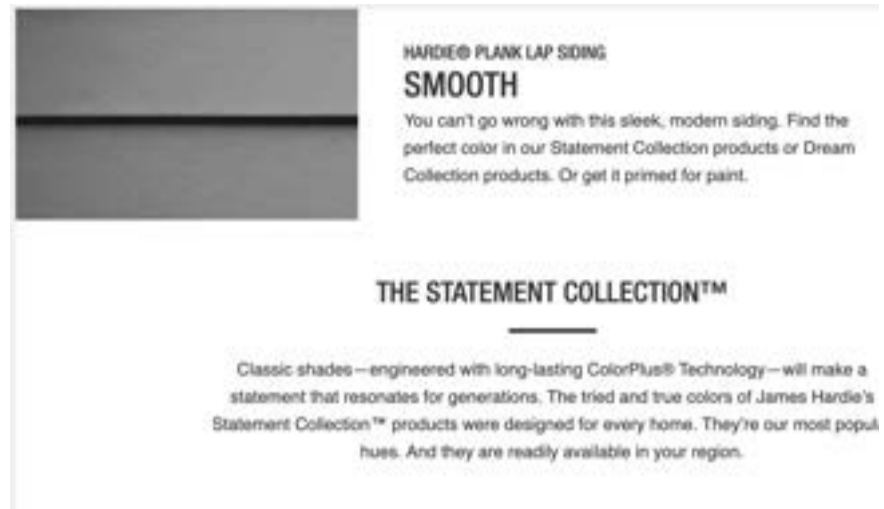 HARDIE® PLANK LAP SIDING
SMOOTH
You can't go wrong with this sleek, modern siding. Find the
perfect color in our Statement Collection products or Dream
Collection products. Or get it primed for paint.
THE STATEMENT COLLECTION™
Classic shades—engineered with long-lasting ColorPlus® Technology—will make a
statement that resonates for generations. The tried and true colors of James Hardie's
Statement Collection™ products were designed for every home. They're our most popula
hues. And they are readily available in your region.